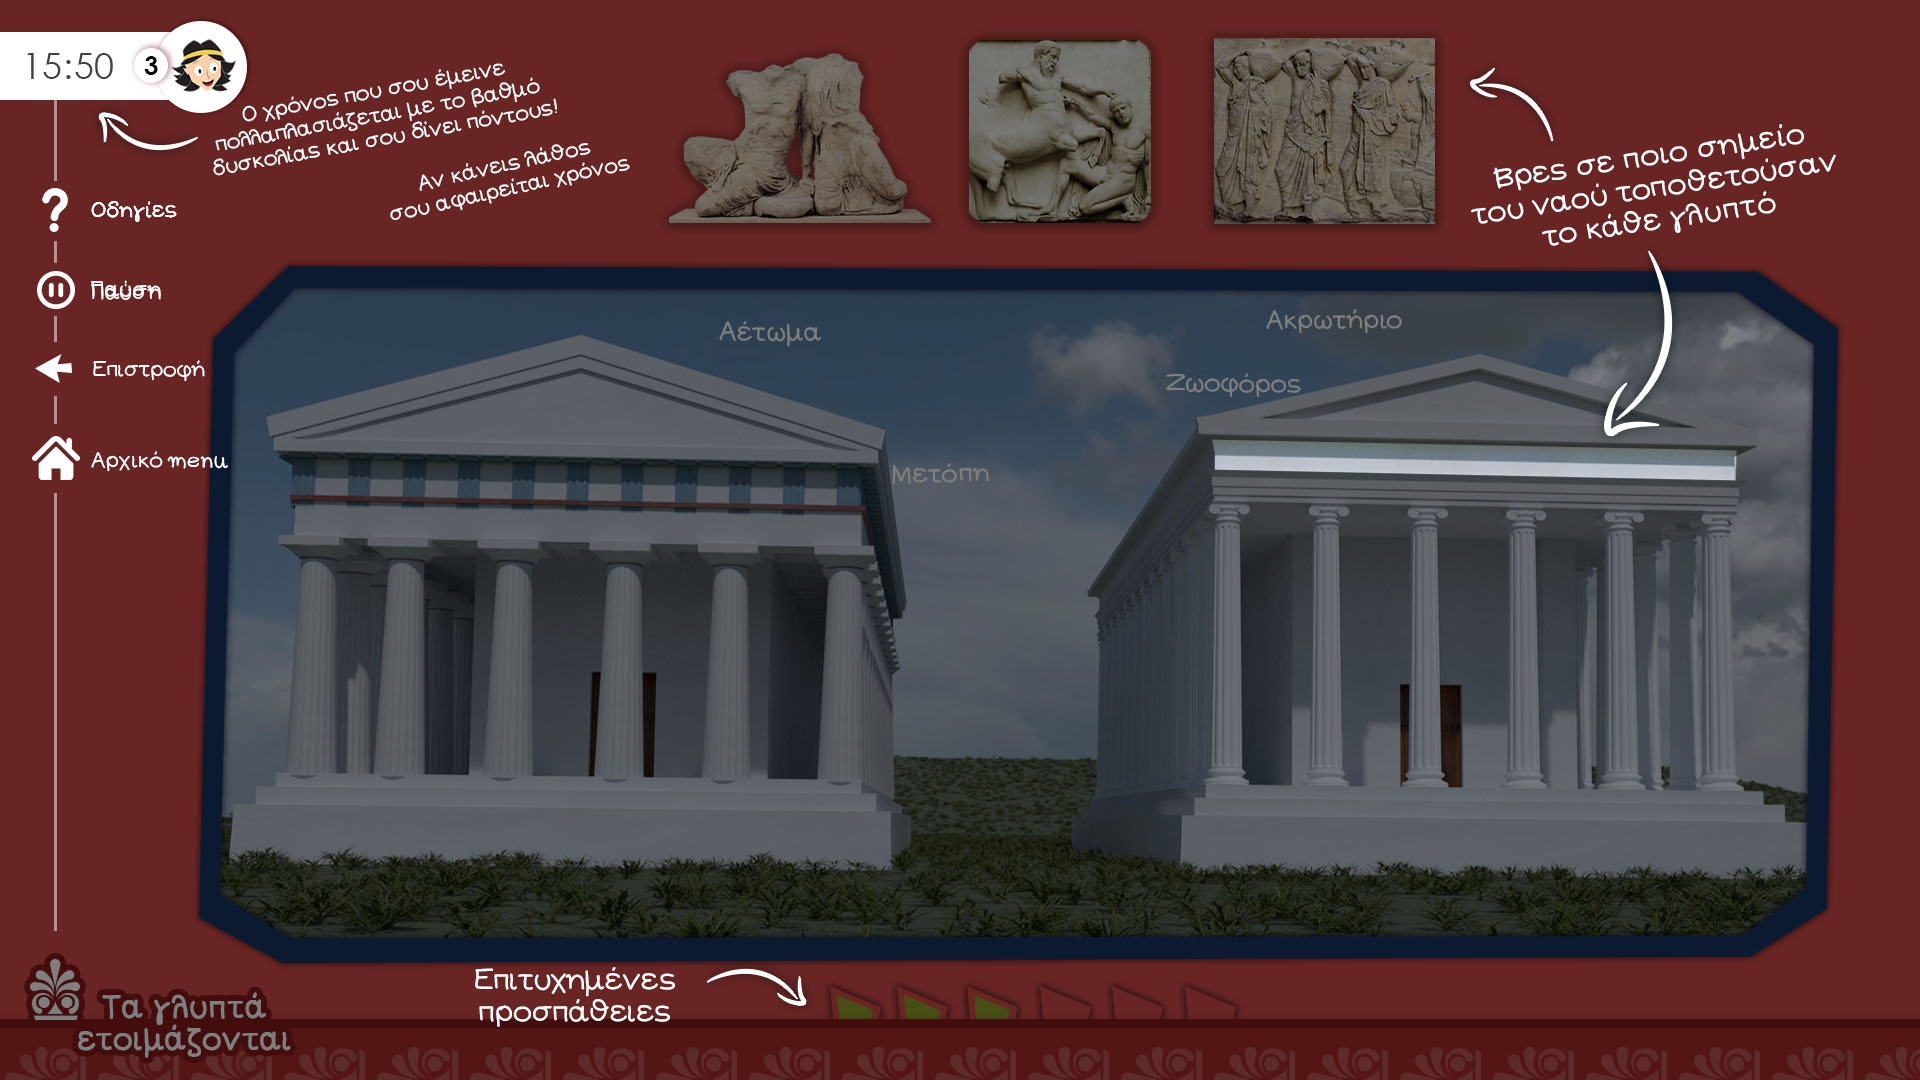 15:50
3
Ο χρόνος που σου έμεινε
πολλαπλασιάζεται με το βαθμό
δυσκολίας και σου δίνει πόντους!
Αν κάνεις λάθος
σου αφαιρείται χρόνος
Βρες σε ποιο σημείο
του ναού τοποθετούσαν
το κάθε γλυπτό
Οδηγίες
Παύση
Επιστροφή
Αρχικό menu
Αέτωμα
Ακρωτήριο
Ζωοφόρος
Μετόπη
Επιτυχημένες
προσπάθειες
Τα γλυπτά
ετοιμάζονται